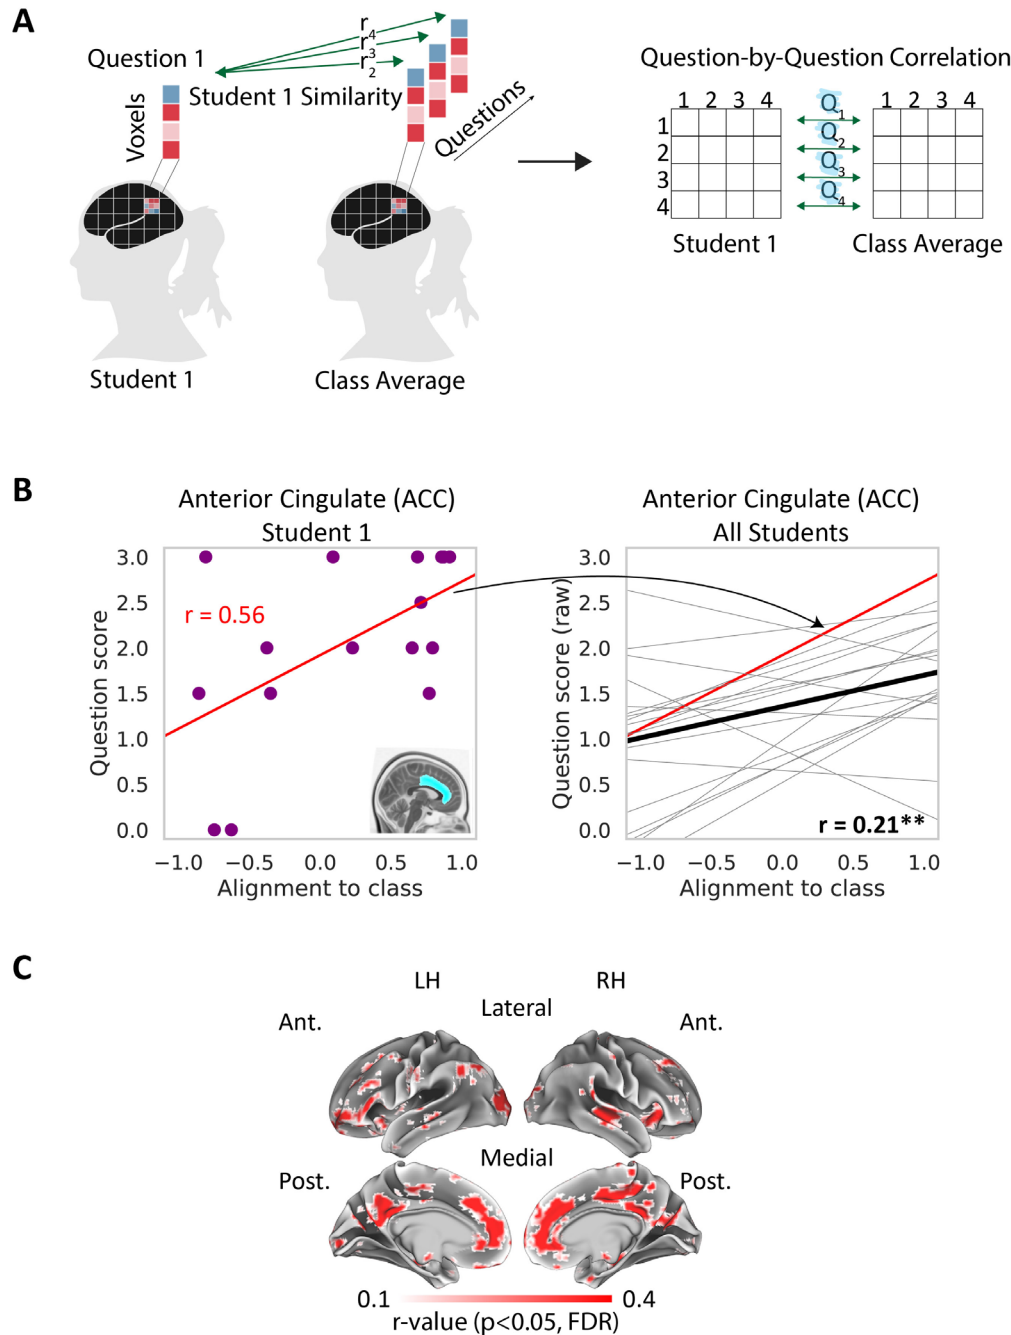 A
Question 1
r4
r3
r2
Student 1 Similarity
Voxels
Questions
Student 1
Class Average
Question-by-Question Correlation
1 2 3 4
1
2
3
4
Q1
Q2
Q3
Q4
1 2 3 4
Student 1
Class Average
B
Anterior Cingulate (ACC)
Student 1
3.0
2.5
2.0
1.5
1.0
0.5
0.0
Question score
r = 0.56
−1.0 −0.5 0.0 0.5 1.0
Alignment to class
Anterior Cingulate (ACC)
All Students
3.0
2.5
2.0
1.5
1.0
0.5
0.0
Question score (raw)
r = 0.21**
−1.0 −0.5 0.0 0.5 1.0
Alignment to class
C
LH RH
Lateral
Ant. Ant.
Medial
Post. Post.
0.1 0.4
r-value (p<0.05, FDR)